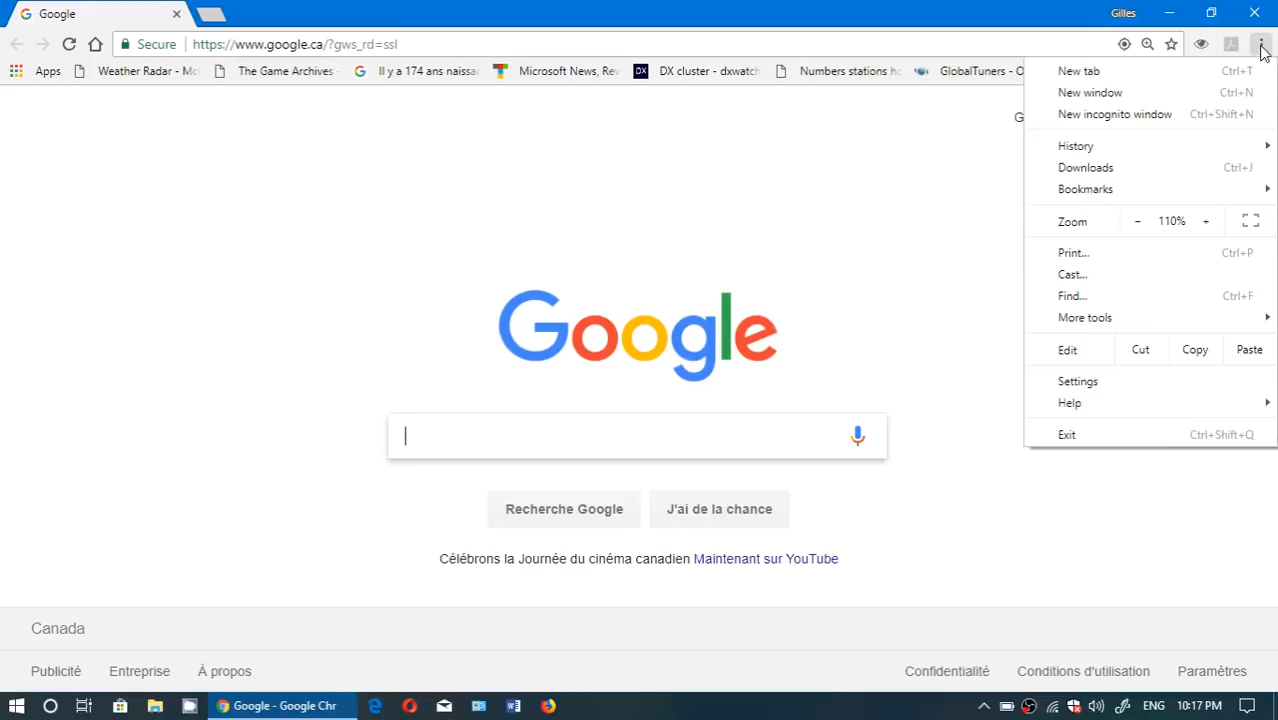 Google
Gilles
Secure
https://www.google.ca/?gws_rd=ssl
Apps
Weather Radar - Mo
The Game Archives -
Il y a 174 ans naissa
Microsoft News, Rev
DX
DX cluster - dxwatch
Numbers stations ho
GlobalTuners - O
New tab Ctrl+T
New window Ctrl+N
New incognito window Ctrl+Shift+N
G
History
Downloads Ctrl+J
Bookmarks
Zoom - 110% +
Print... Ctrl+P
Cast...
Find... Ctrl+F
More tools
Edit Cut Copy Paste
Settings
Help
Exit Ctrl+Shift+Q
Google
Recherche Google
J'ai de la chance
Célébrons la Journée du cinéma canadien Maintenant sur YouTube
Canada
Publicité Entreprise À propos
Confidentialité Conditions d'utilisation Paramètres
Google - Google Chr
ENG 10:17 PM